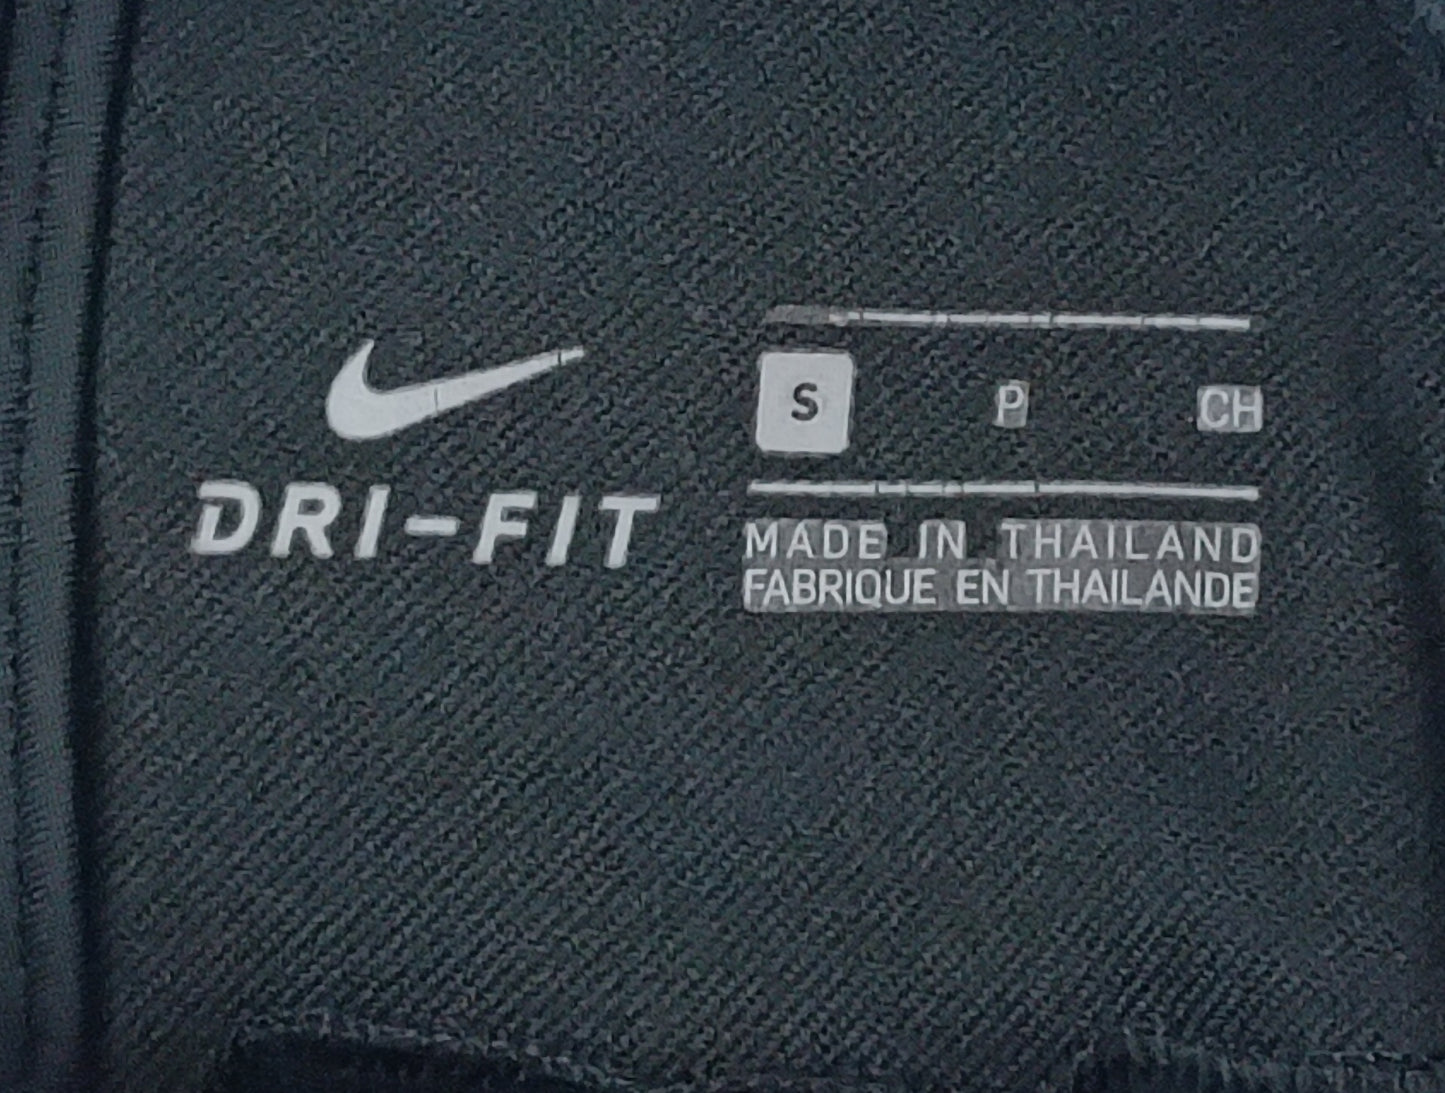 DRI-FIT
S P CH
MADE IN THAILAND
FABRIQUE EN THAILANDE